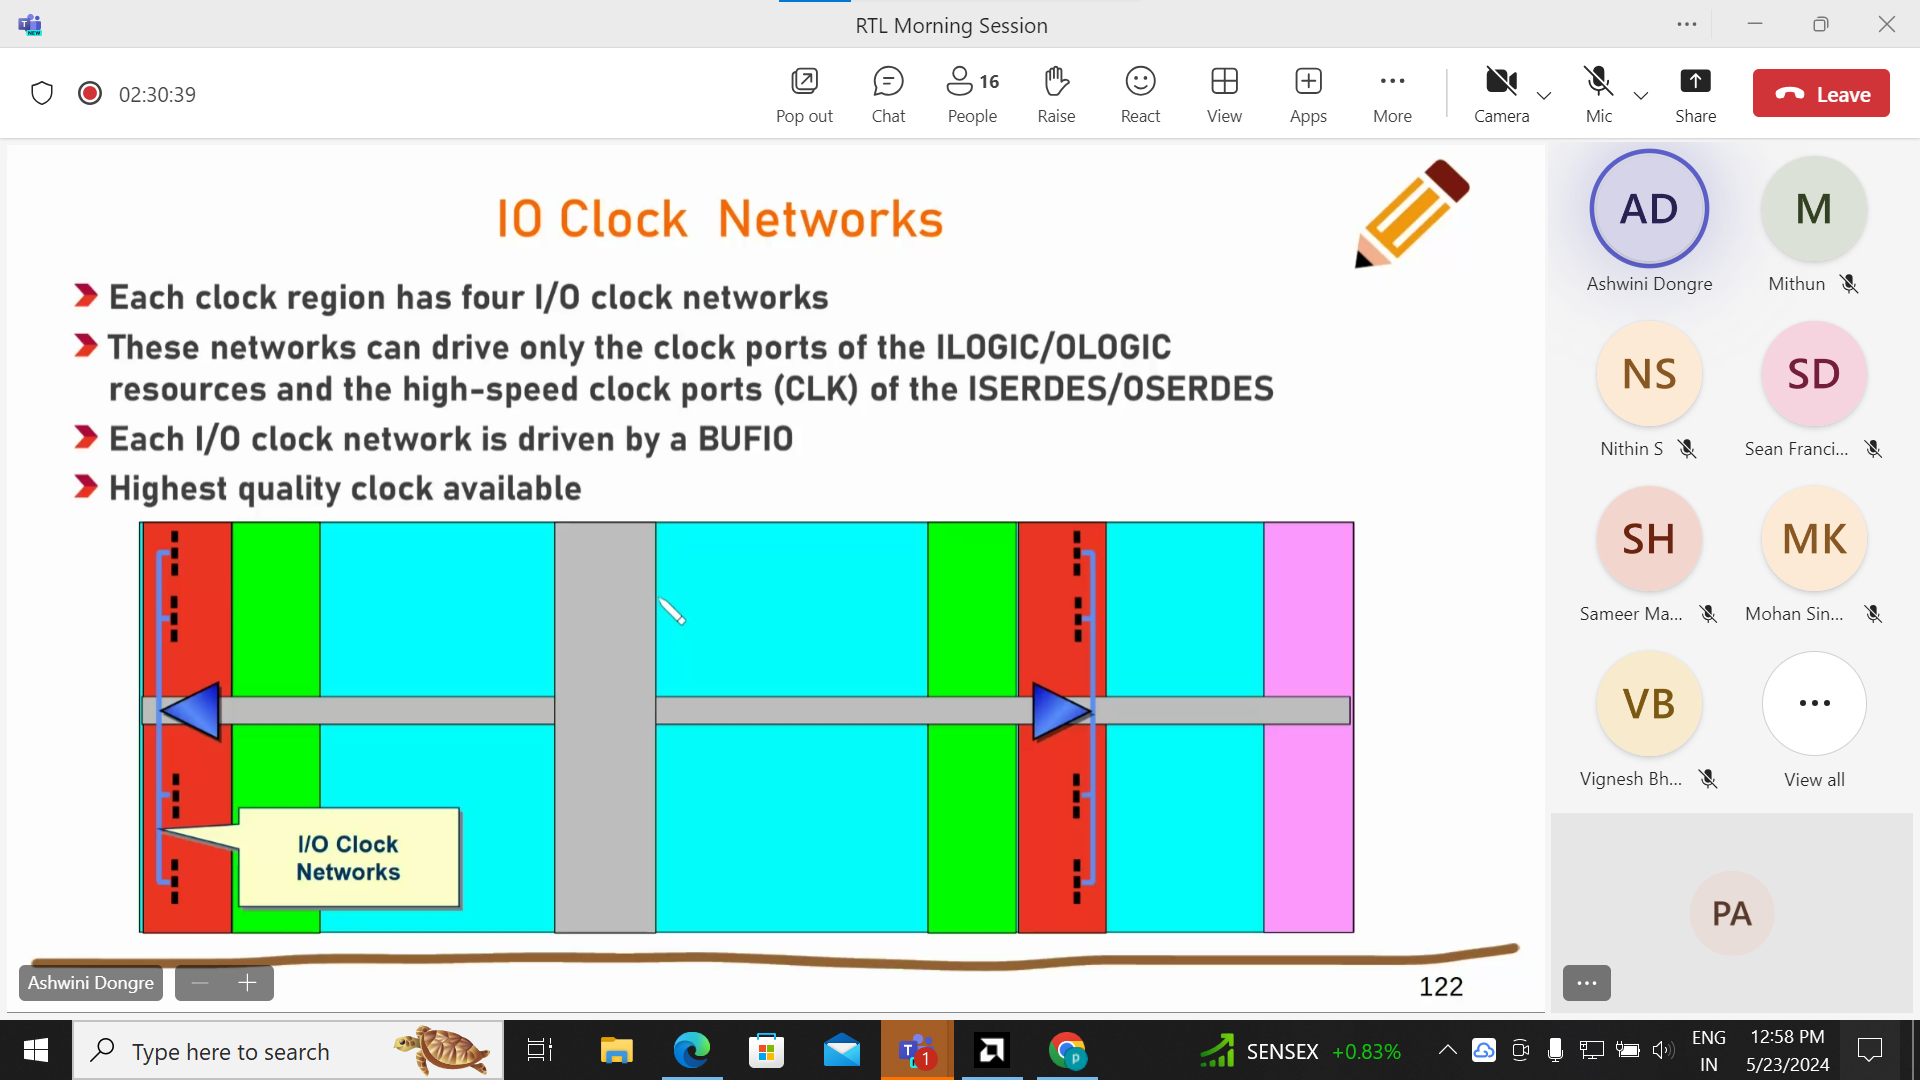 RTL Morning Session
NEW
02:30:39
16
Pop out
Chat
People
Raise
React
View
Apps
More
Camera
Mic
Share
Leave
IO Clock Networks
Each clock region has four I/O clock networks
These networks can drive only the clock ports of the ILOGIC/OLOGIC
resources and the high-speed clock ports (CLK) of the ISERDES/OSERDES
Each I/O clock network is driven by a BUFIO
Highest quality clock available
I/O Clock
Networks
122
Ashwini Dongre
AD
Ashwini Dongre
M
Mithun
NS
Nithin S
SD
Sean Franci...
SH
Sameer Ma...
MK
Mohan Sin...
VB
Vignesh Bh...
...
View all
PA
Type here to search
1
p
SENSEX +0.83%
ENG
IN
12:58 PM
5/23/2024